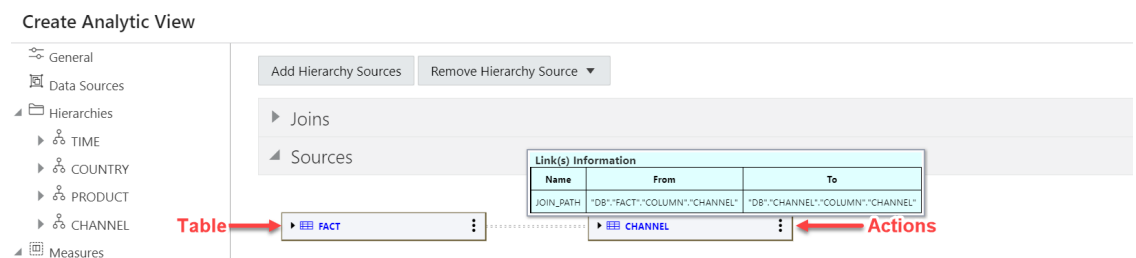 Create Analytic View
General
Data Sources
Hierarchies
TIME
COUNTRY
PRODUCT
CHANNEL
Measures
Add Hierarchy Sources Remove Hierarchy Source
Joins
Sources
Link(s) Information
Name From To
JOIN_PATH "DB"."FACT"."COLUMN"."CHANNEL" "DB"."CHANNEL"."COLUMN"."CHANNEL"
Table FACT CHANNEL Actions